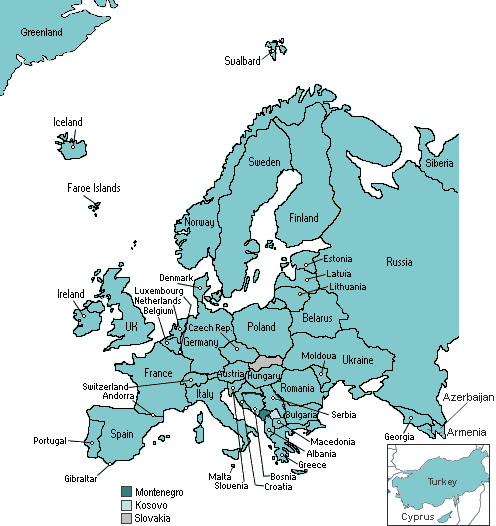 Greenland
Sualbard
Iceland
Sweden
Siberia
Faroe Islands
Norway
Finland
Russia
Estonia
Latuia
Lithuania
Denmark
Luxembourg
Netherlands
Belgium
Ireland
UK
Czech Rep.
Poland
Belarus
Germany
Moldoua
Ukraine
France
Austria
Hungary
Switzerland
Andorra
Italy
Romania
Azerbaijan
Bulgaria
Serbia
Portugal
Spain
Georgia
Armenia
Macedonia
Albania
Greece
Gibraltar
Malta
Slouenia
Bosnia
Croatia
Turkey
Cyprus
Montenegro
Kosovo
Slovakia